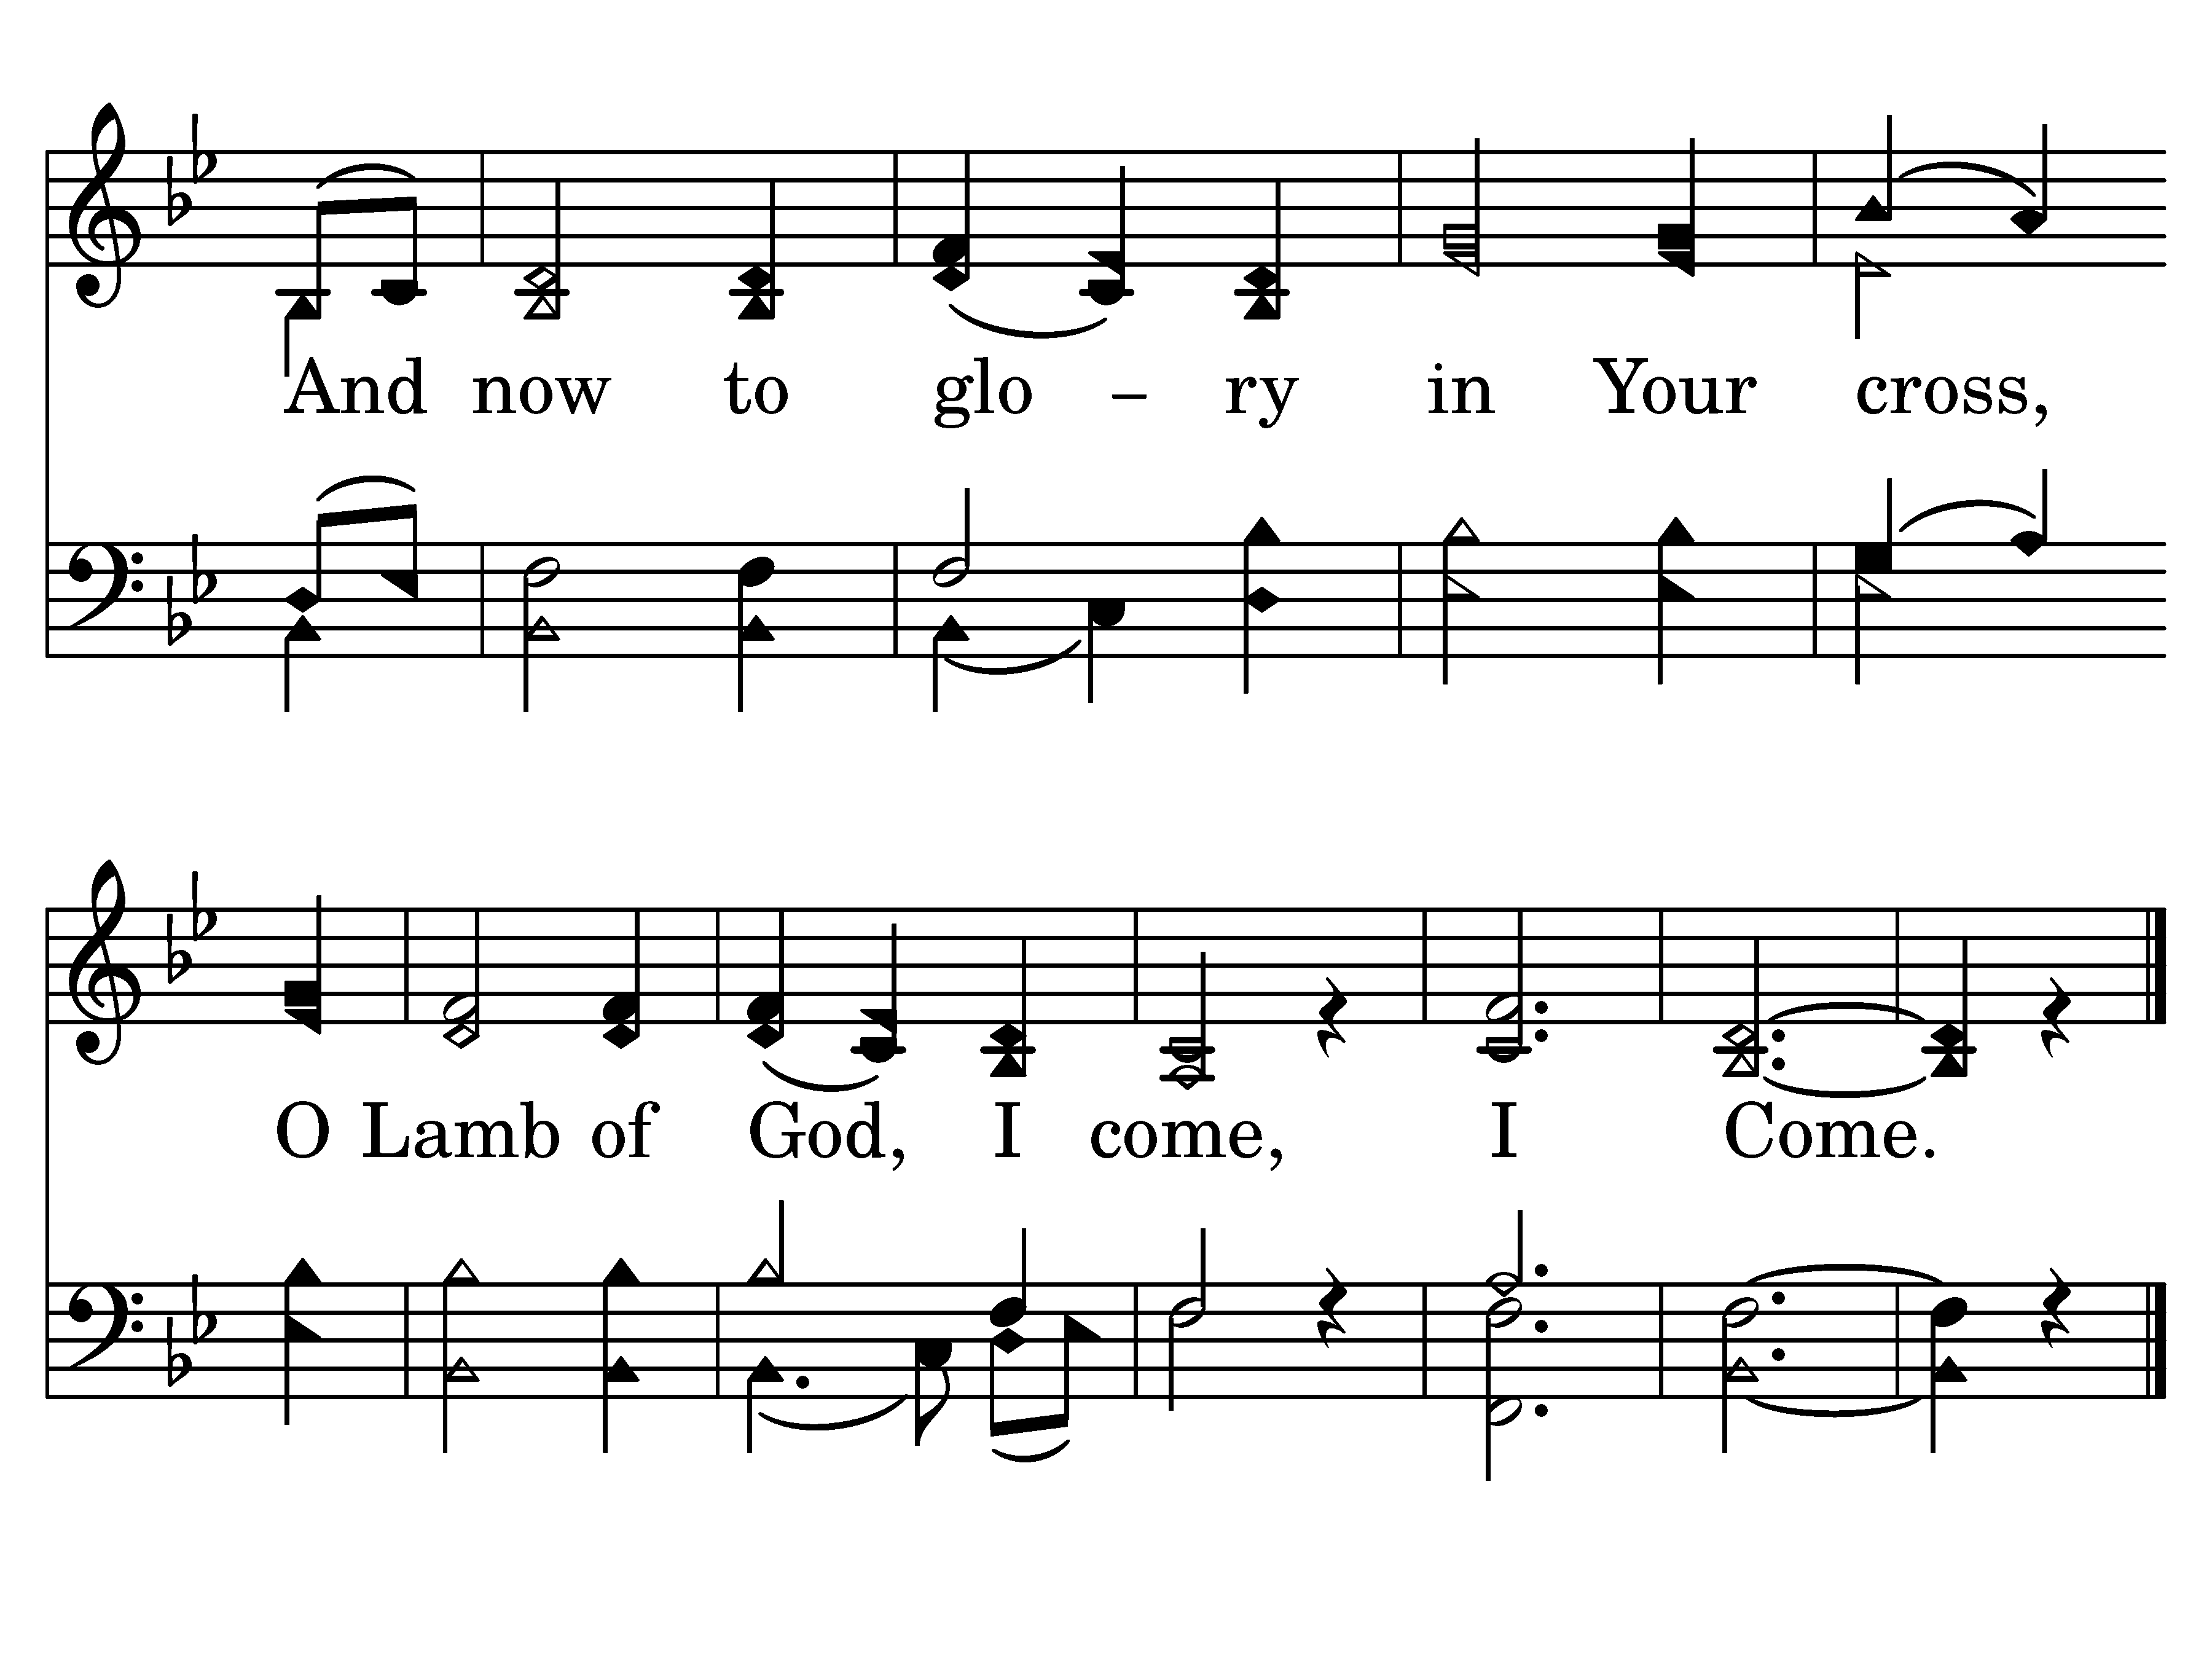 And now to glo – ry in Your cross,
O Lamb of God, I come, I Come.